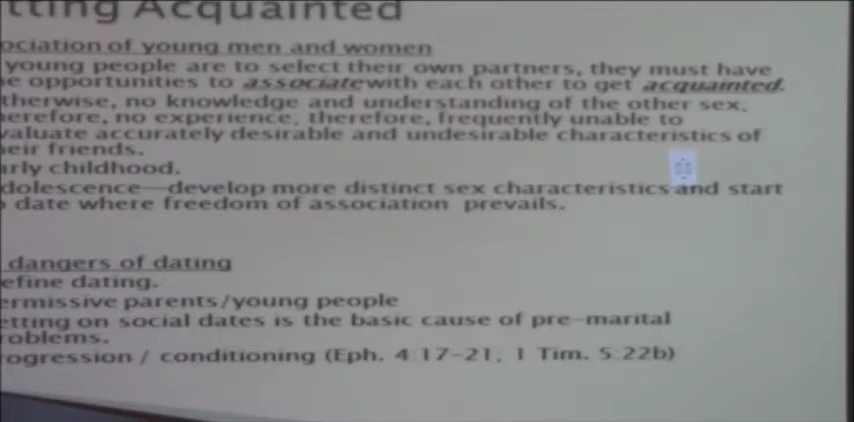 tting Acquainted
ociation of young men and women
young people are to select their own partners, they must have
e opportunities to associate with each other to get acquainted.
therwise, no knowledge and understanding of the other sex;
erefore, no experience; therefore, frequently unable to
valuate accurately desirable and undesirable characteristics of
eir friends.
arly childhood.
dolescence—develop more distinct sex characteristics and start
o date where freedom of association prevails.
dangers of dating
efine dating.
ermissive parents/young people
etting on social dates is the basic cause of pre-marital
roblems.
rogression / conditioning (Eph. 4:17-21; 1 Tim. 5:22b)